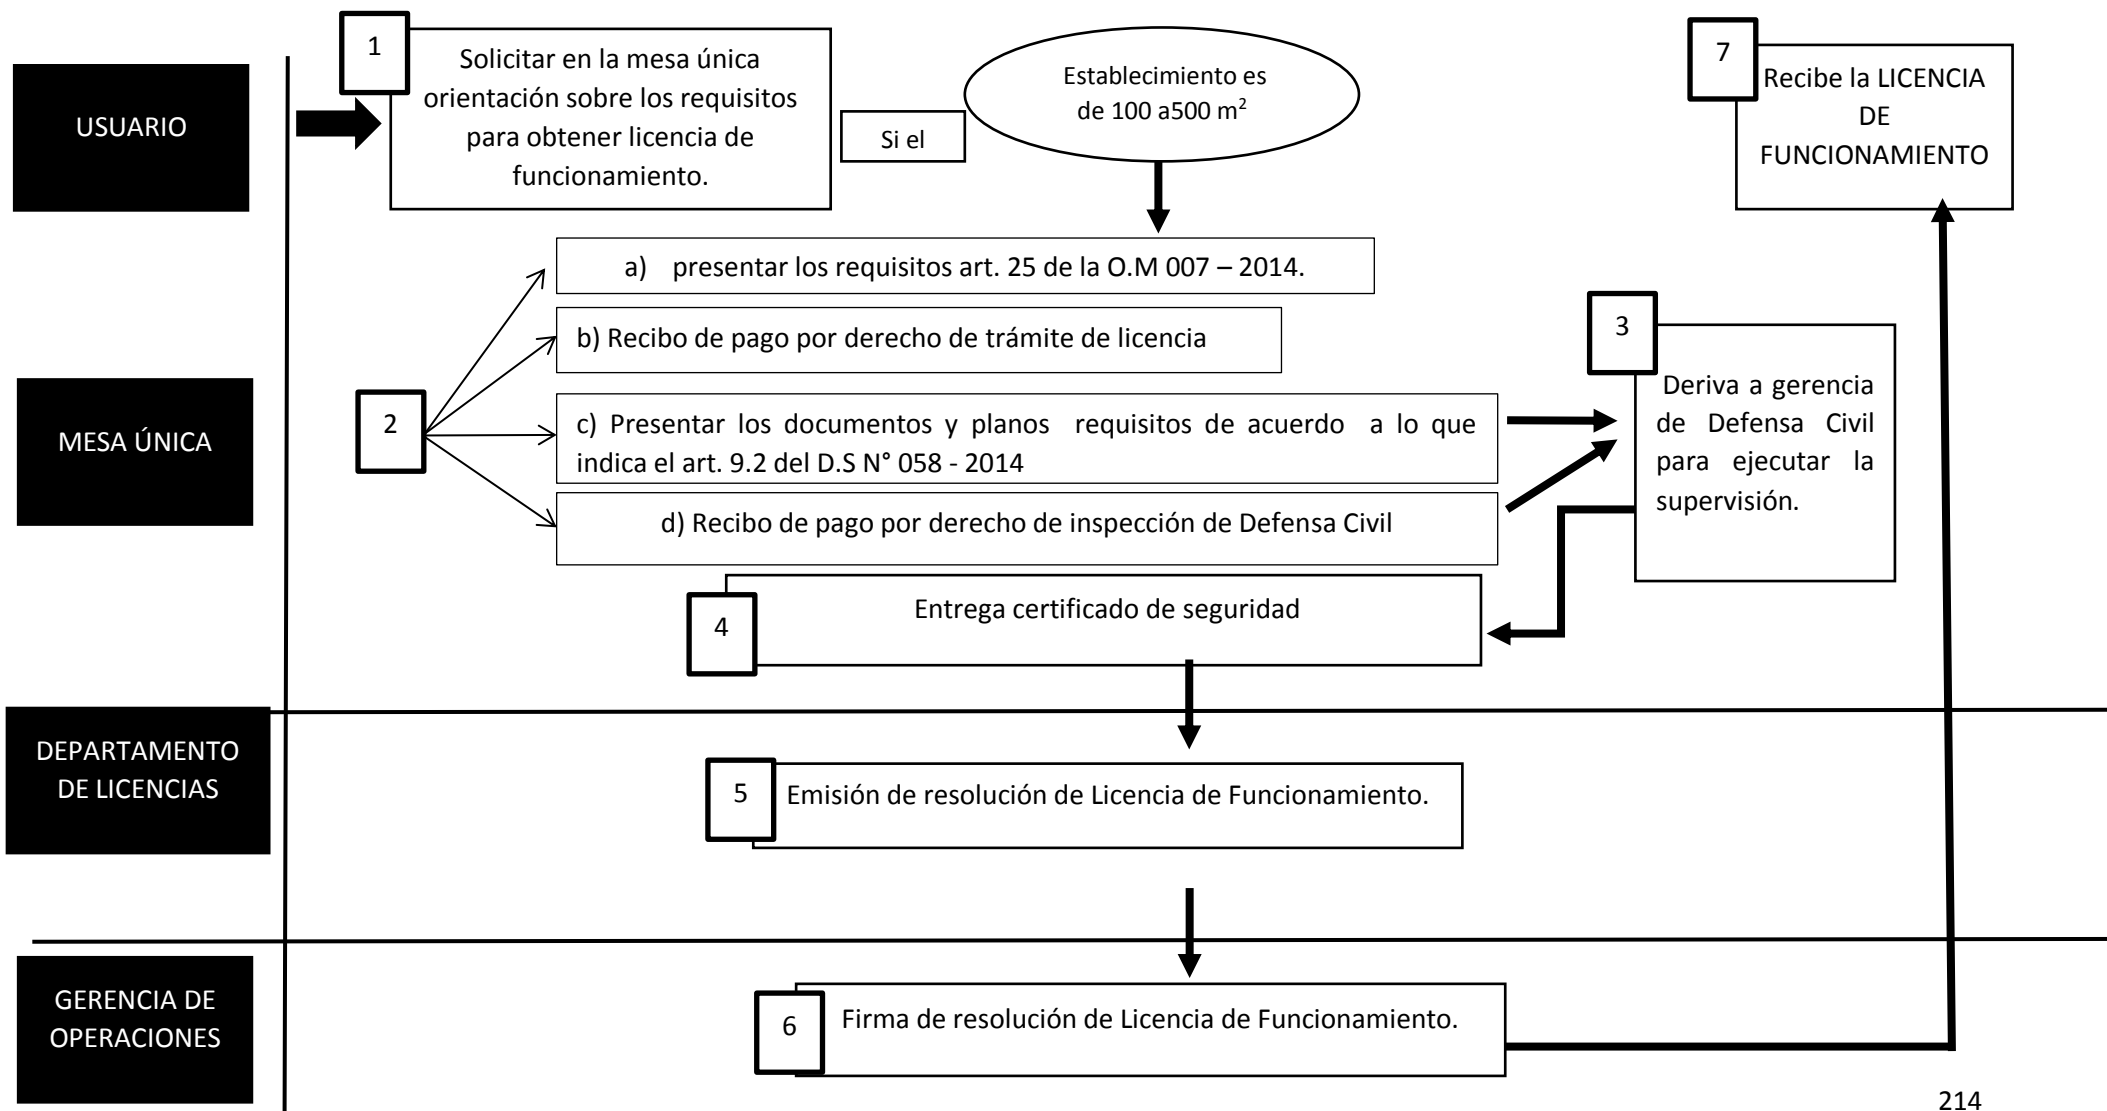 USUARIO
1
Solicitar en la mesa única
orientación sobre los requisitos
para obtener licencia de
funcionamiento.
Si el
Establecimiento es
de 100 a500 m²
7
Recibe la LICENCIA
DE
FUNCIONAMIENTO
MESA ÚNICA
2
a) presentar los requisitos art. 25 de la O.M 007 – 2014.
b) Recibo de pago por derecho de trámite de licencia
c) Presentar los documentos y planos requisitos de acuerdo a lo que
indica el art. 9.2 del D.S N° 058 - 2014
d) Recibo de pago por derecho de inspección de Defensa Civil
3
Deriva a gerencia
de Defensa Civil
para ejecutar la
supervisión.
4
Entrega certificado de seguridad
DEPARTAMENTO
DE LICENCIAS
5
Emisión de resolución de Licencia de Funcionamiento.
GERENCIA DE
OPERACIONES
6
Firma de resolución de Licencia de Funcionamiento.
214